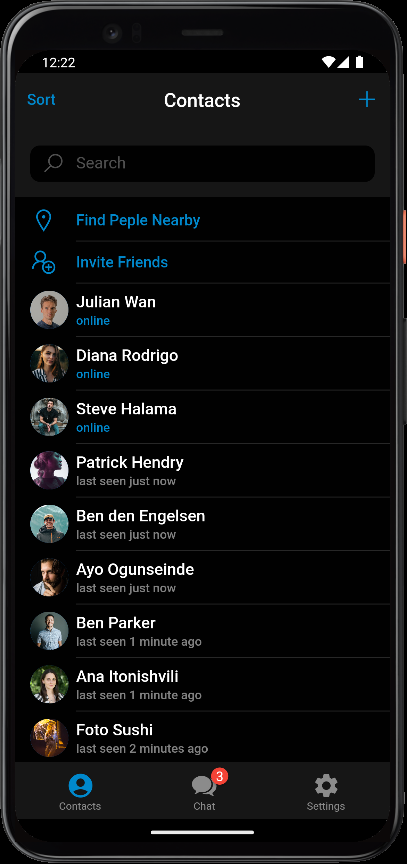 12:22
Sort
Contacts
Search
Find Peple Nearby
Invite Friends
Julian Wan
online
Diana Rodrigo
online
Steve Halama
online
Patrick Hendry
last seen just now
Ben den Engelsen
last seen just now
Ayo Ogunseinde
last seen just now
Ben Parker
last seen 1 minute ago
Ana Itonishvili
last seen 1 minute ago
Foto Sushi
last seen 2 minutes ago
3
Contacts
Chat
Settings